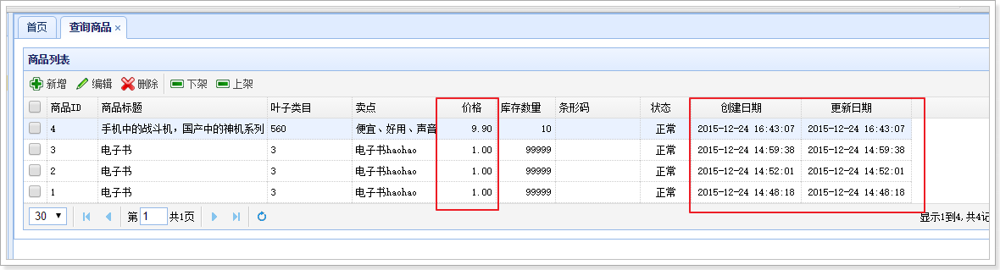 首页 查询商品 ×
商品列表
新增 编辑 删除 下架 上架
商品ID 商品标题 叶子类目 卖点 价格 库存数量 条形码 状态 创建日期 更新日期
4 手机中的战斗机，国产中的神机系列 560 便宜、好用、声音 9.90 10 正常 2015-12-24 16:43:07 2015-12-24 16:43:07
3 电子书 3 电子书haohao 1.00 99999 正常 2015-12-24 14:59:38 2015-12-24 14:59:38
2 电子书 3 电子书haohao 1.00 99999 正常 2015-12-24 14:52:01 2015-12-24 14:52:01
1 电子书 3 电子书haohao 1.00 99999 正常 2015-12-24 14:48:18 2015-12-24 14:48:18
30 第 1 共1页 显示1到4,共4记